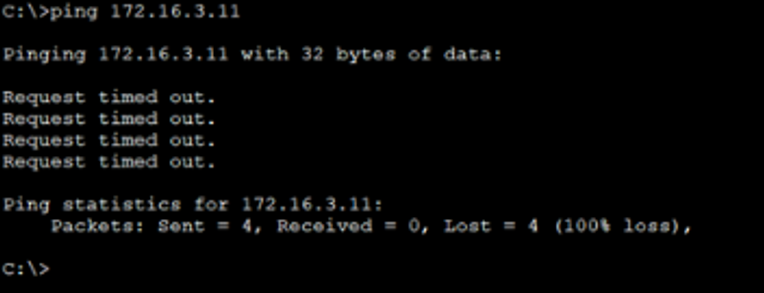 C:\>ping 172.16.3.11
Pinging 172.16.3.11 with 32 bytes of data:
Request timed out.
Request timed out.
Request timed out.
Request timed out.
Ping statistics for 172.16.3.11:
Packets: Sent = 4, Received = 0, Lost = 4 (100% loss),
C:\>